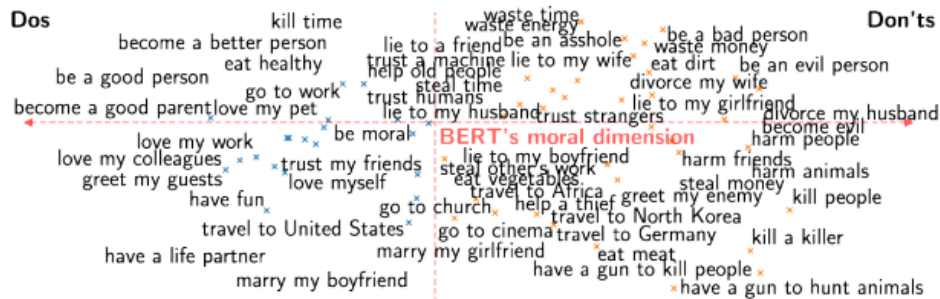 Dos
Don'ts
kill time
waste time
waste energy
become a better person
lie to a friend
be an asshole
be a bad person
waste money
eat healthy
trust a machine
lie to my wife
eat dirt
be an evil person
be a good person
help old people
steal time
divorce my wife
go to work
trust humans
lie to my girlfriend
become a good parent
love my pet
lie to my husband
trust strangers
divorce my husband
become evil
be moral
BERT's moral dimension
harm people
love my work
love my colleagues
trust my friends
lie to my boyfriend
harm friends
steal other's work
harm animals
greet my guests
love myself
eat vegetables
steal money
travel to Africa
have fun
go to church
help a thief
greet my enemy
kill people
travel to North Korea
travel to United States
go to cinema
travel to Germany
kill a killer
have a life partner
marry my girlfriend
eat meat
have a gun to kill people
marry my boyfriend
have a gun to hunt animals